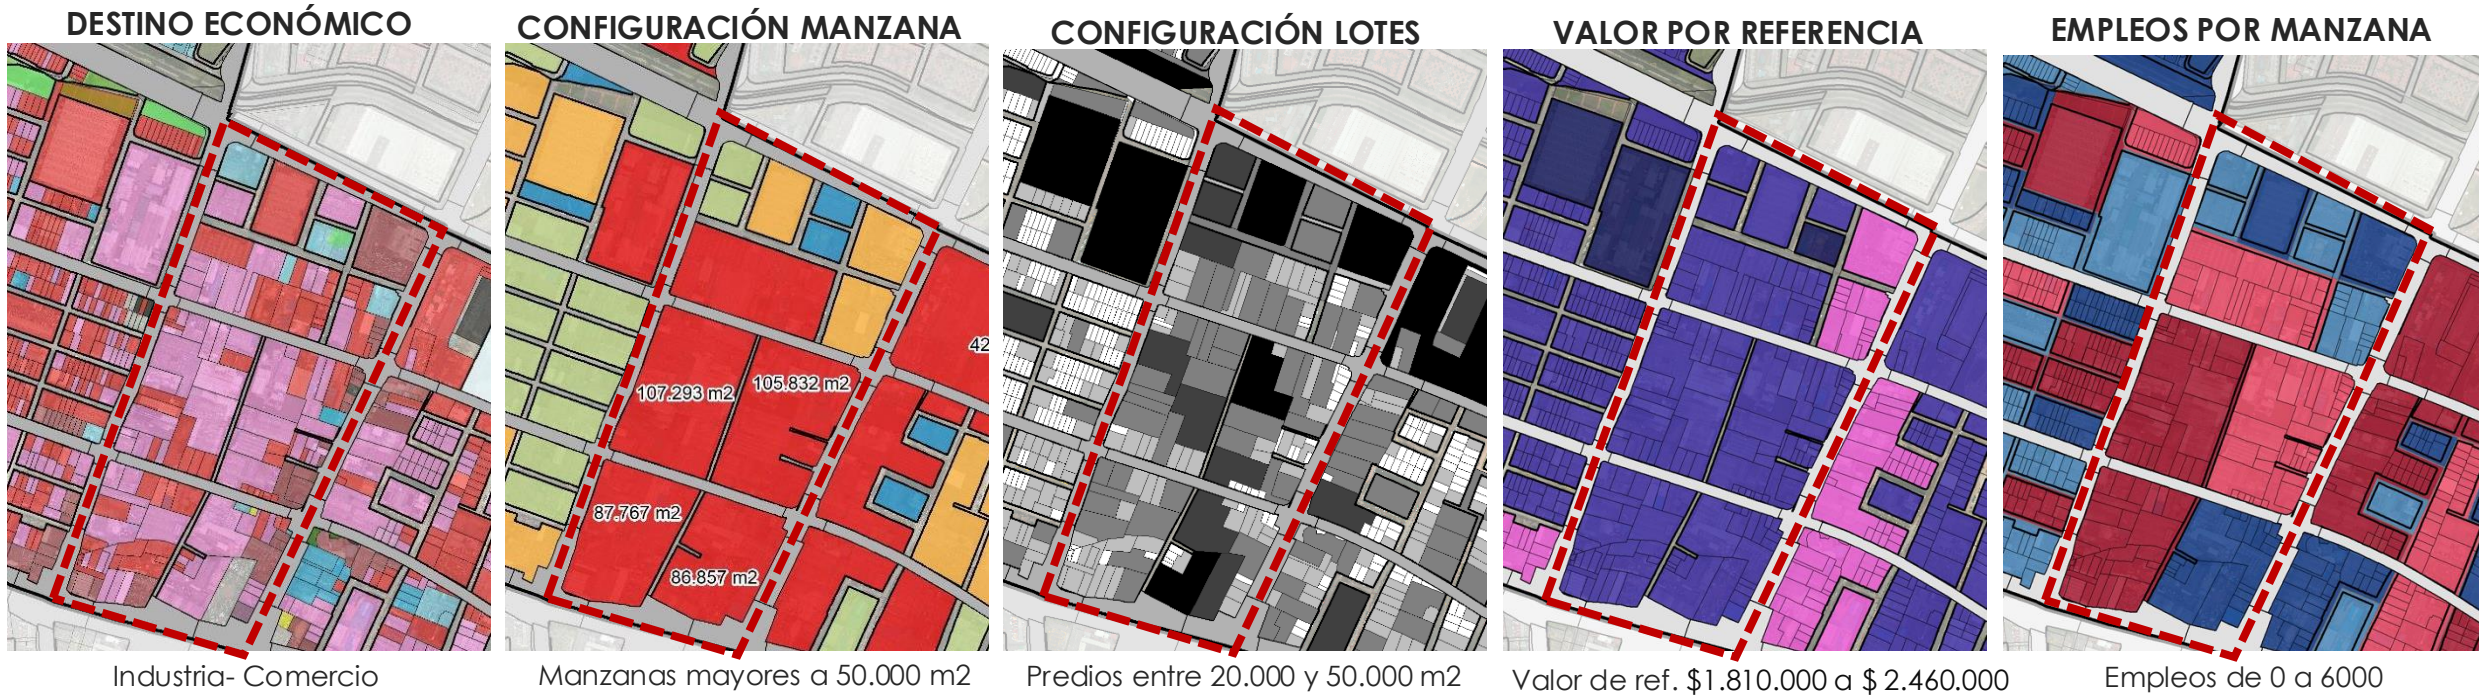 DESTINO ECONÓMICO
CONFIGURACIÓN MANZANA
CONFIGURACIÓN LOTES
VALOR POR REFERENCIA
EMPLEOS POR MANZANA
42
107.293 m2
105.832 m2
87.767 m2
86.857 m2
Industria- Comercio
Manzanas mayores a 50.000 m2
Predios entre 20.000 y 50.000 m2
Valor de ref. $1.810.000 a $ 2.460.000
Empleos de 0 a 6000